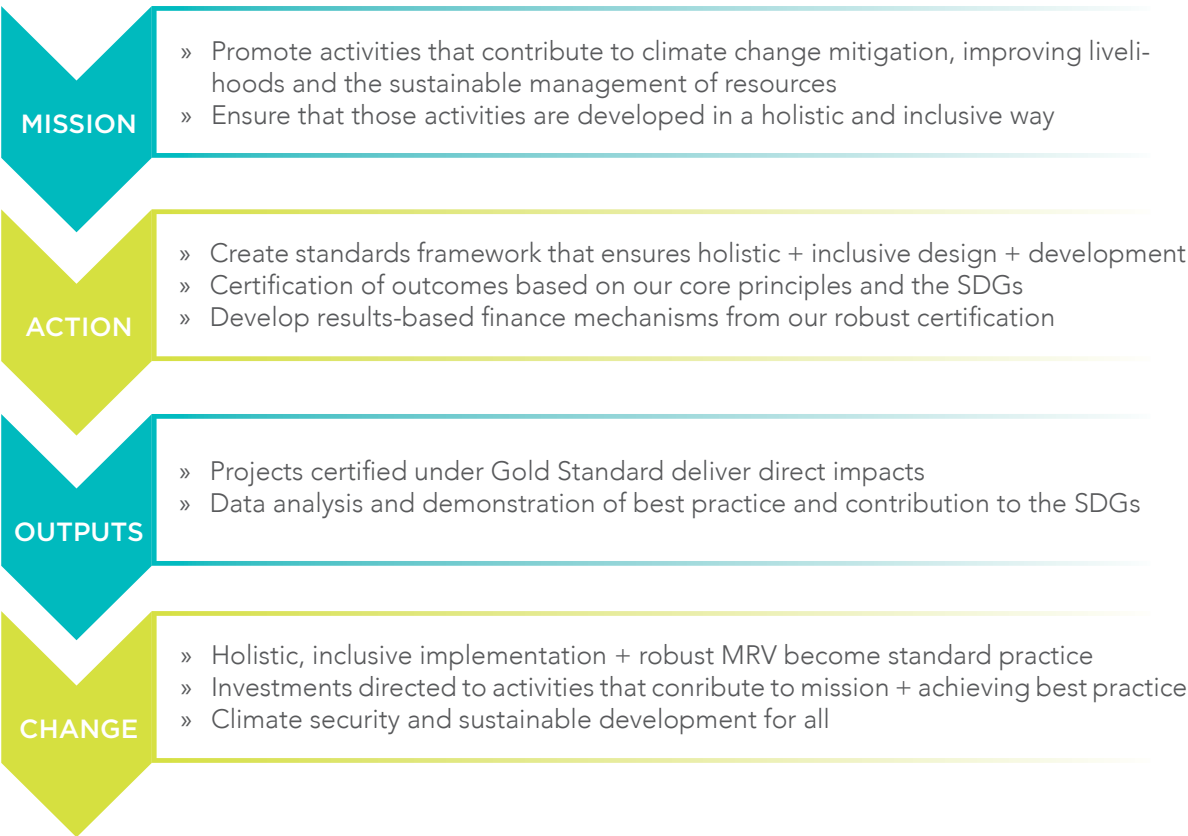 MISSION
» Promote activities that contribute to climate change mitigation, improving liveli-
hoods and the sustainable management of resources
» Ensure that those activities are developed in a holistic and inclusive way
ACTION
» Create standards framework that ensures holistic + inclusive design + development
» Certification of outcomes based on our core principles and the SDGs
» Develop results-based finance mechanisms from our robust certification
OUTPUTS
» Projects certified under Gold Standard deliver direct impacts
» Data analysis and demonstration of best practice and contribution to the SDGs
CHANGE
» Holistic, inclusive implementation + robust MRV become standard practice
» Investments directed to activities that conribute to mission + achieving best practice
» Climate security and sustainable development for all